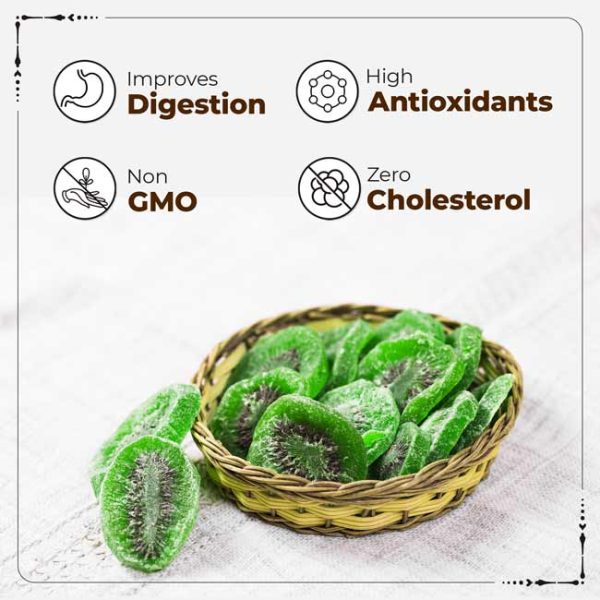 Improves
Digestion
High
Antioxidants
Non
GMO
Zero
Cholesterol